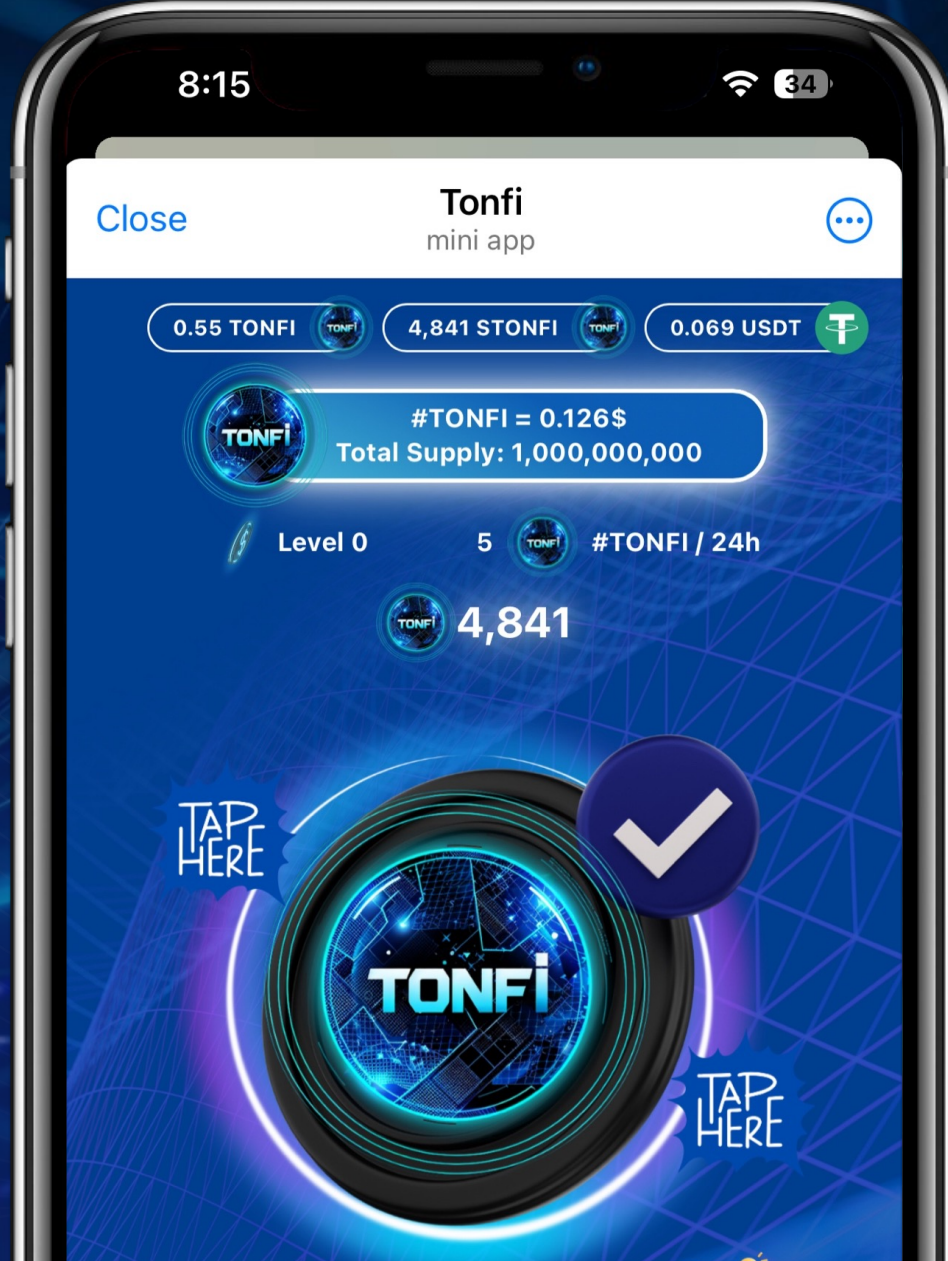 8:15
34
Close
Tonfi
mini app
0.55 TONFI
TONFi
4,841 STONFI
TONFi
0.069 USDT
TONFi
#TONFI = 0.126$
Total Supply: 1,000,000,000
Level 0
5
TONFi
#TONFI / 24h
TONFi
4,841
TAP
HERE
TONFi
TAP
HERE